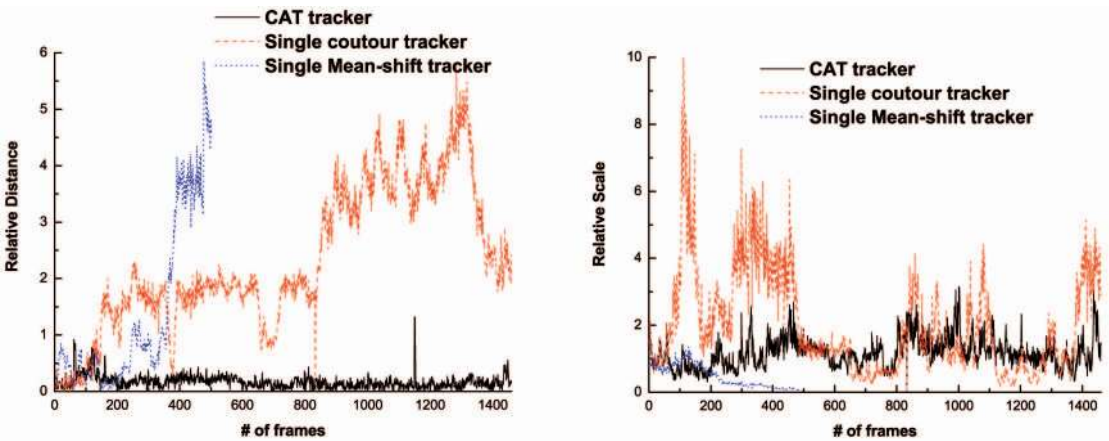 CAT tracker
Single coutour tracker
Single Mean-shift tracker
6
5
4
3
2
1
0
Relative Distance
0 200 400 600 800 1000 1200 1400
# of frames
CAT tracker
Single coutour tracker
Single Mean-shift tracker
10
8
6
4
2
0
Relative Scale
0 200 400 600 800 1000 1200 1400
# of frames